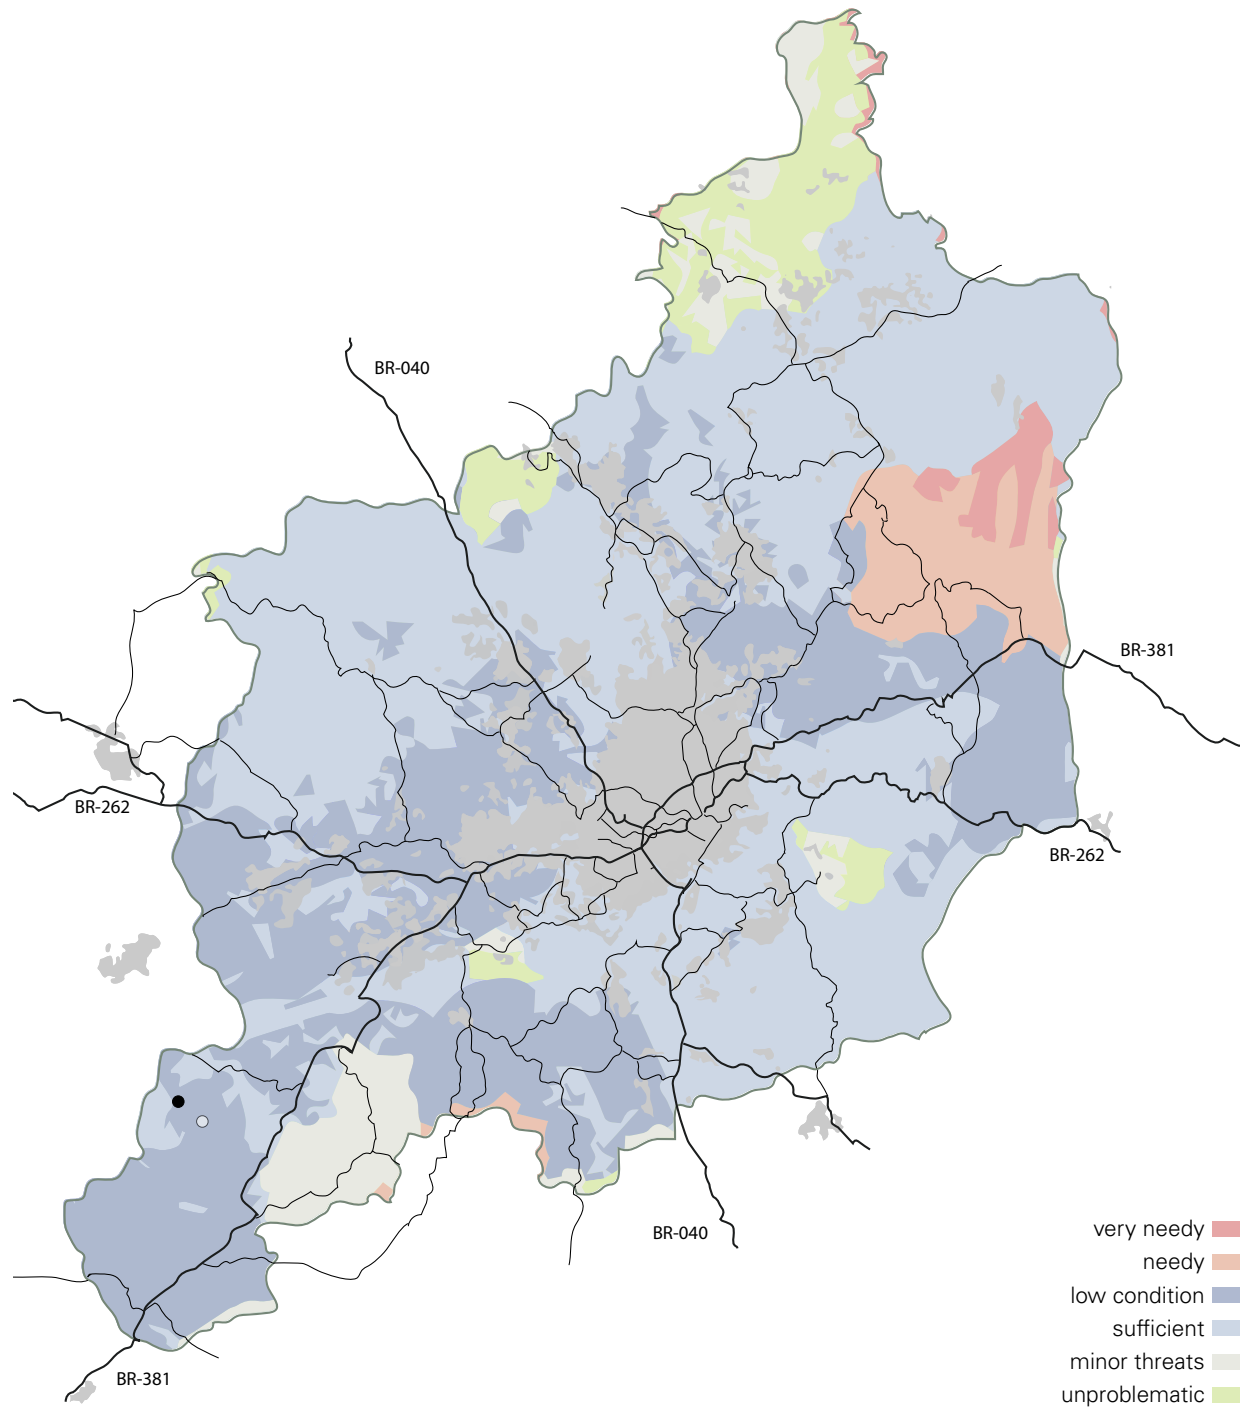 BR-040
BR-381
BR-262
BR-262
BR-040
very needy
needy
low condition
sufficient
minor threats
unproblematic
BR-381